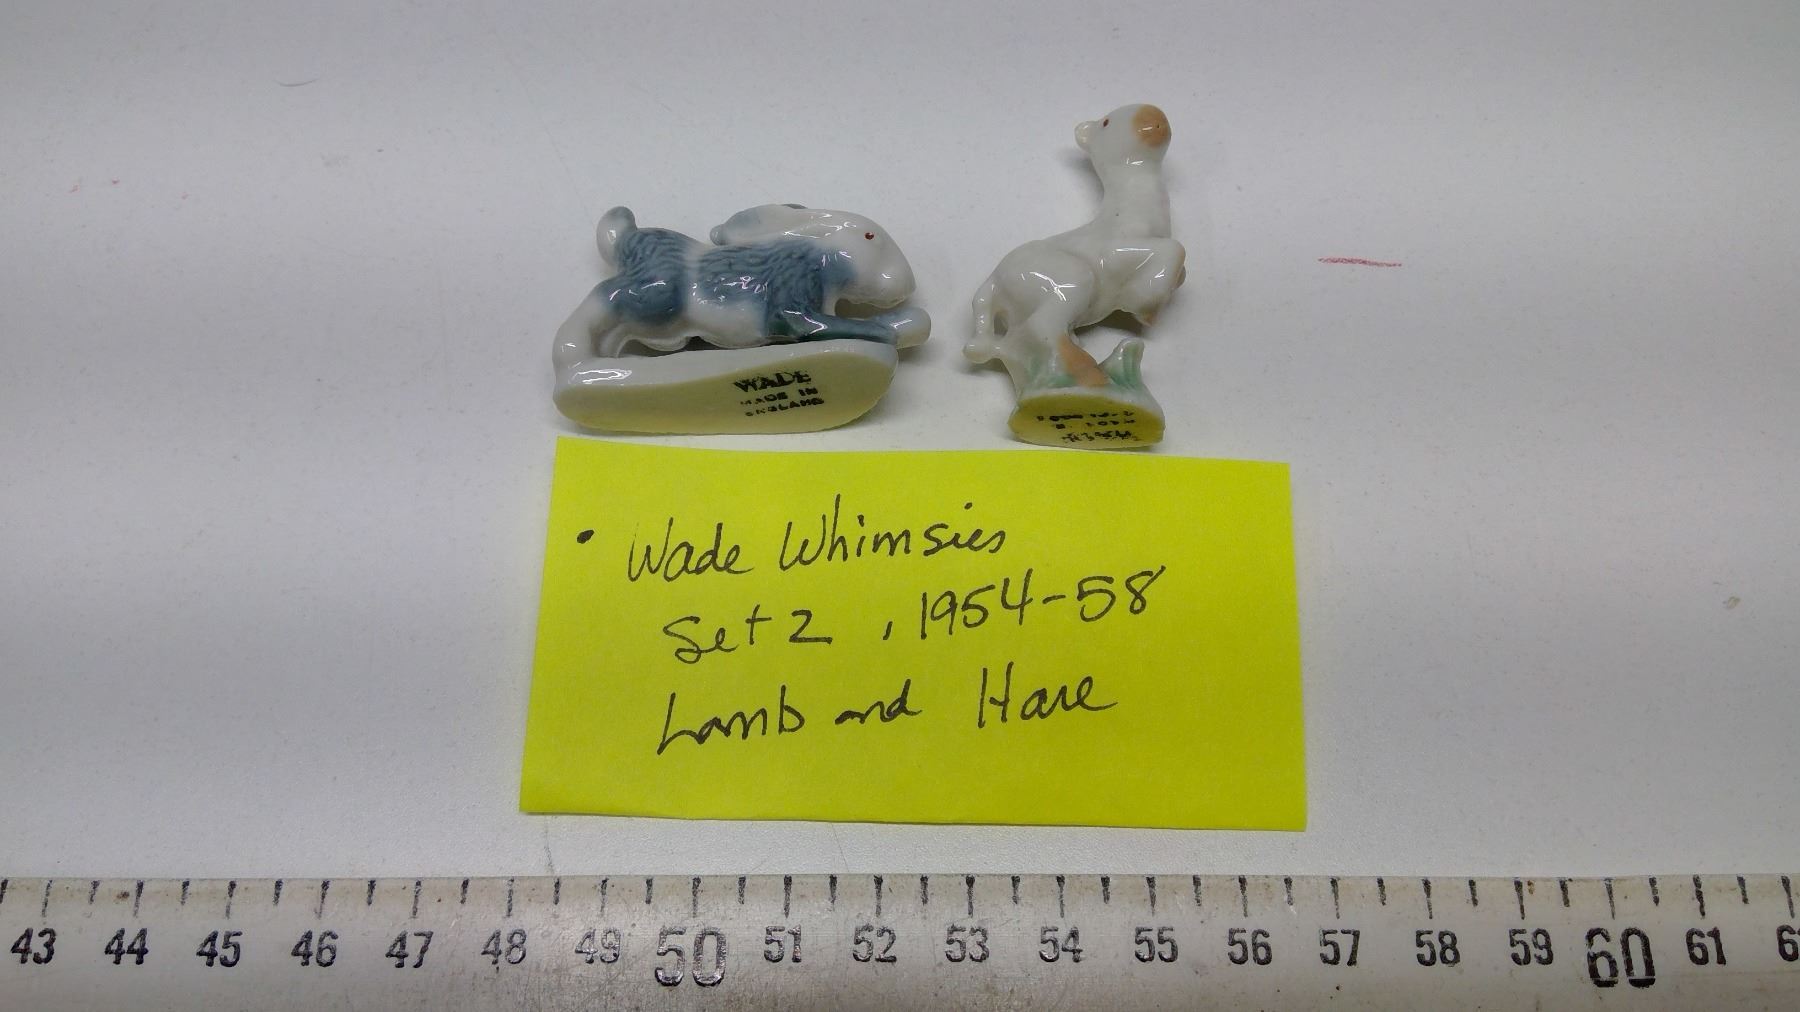 WADE
MADE IN
ENGLAND
• Wade Whimsies
Set 2, 1954-58
Lamb and Hare
43 44 45 46 47 48 49 50 51 52 53 54 55 56 57 58 59 60 61